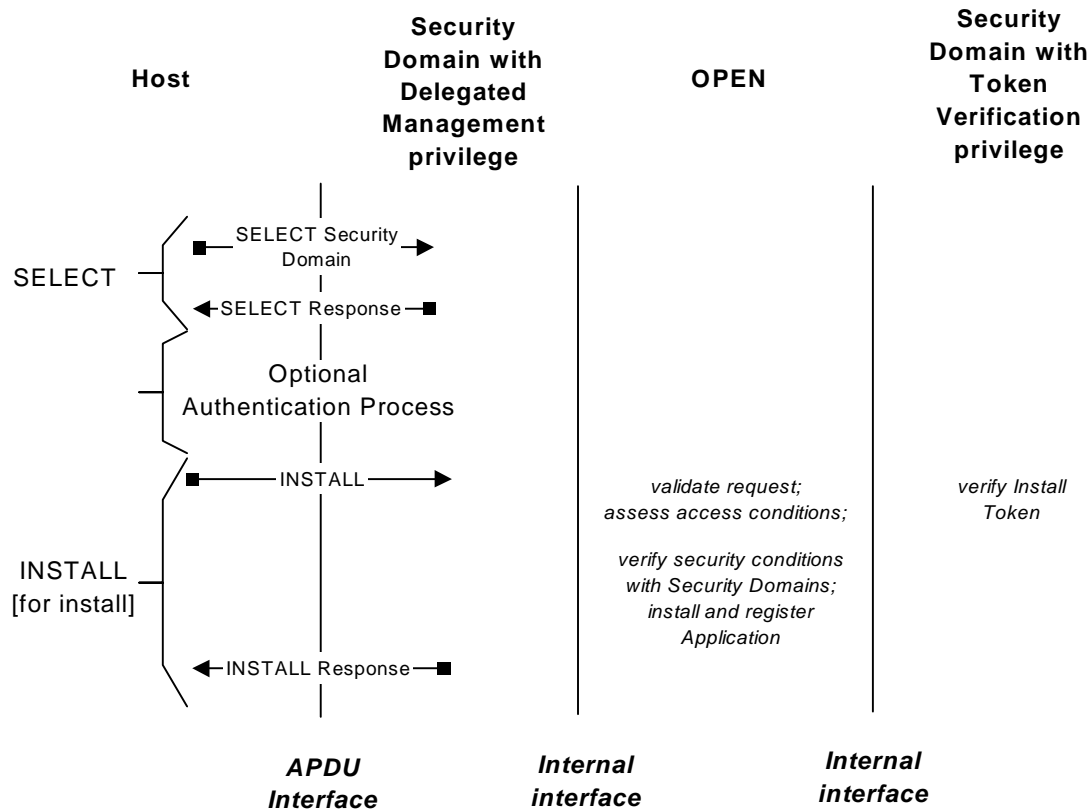 Host
Security
Domain with
Delegated
Management
privilege
OPEN
Security
Domain with
Token
Verification
privilege
SELECT
SELECT Security
Domain
SELECT Response
Optional
Authentication Process
INSTALL
[for install]
INSTALL
validate request;
assess access conditions;
verify security conditions
with Security Domains;
install and register
Application
verify Install
Token
INSTALL Response
APDU
Interface
Internal
interface
Internal
interface